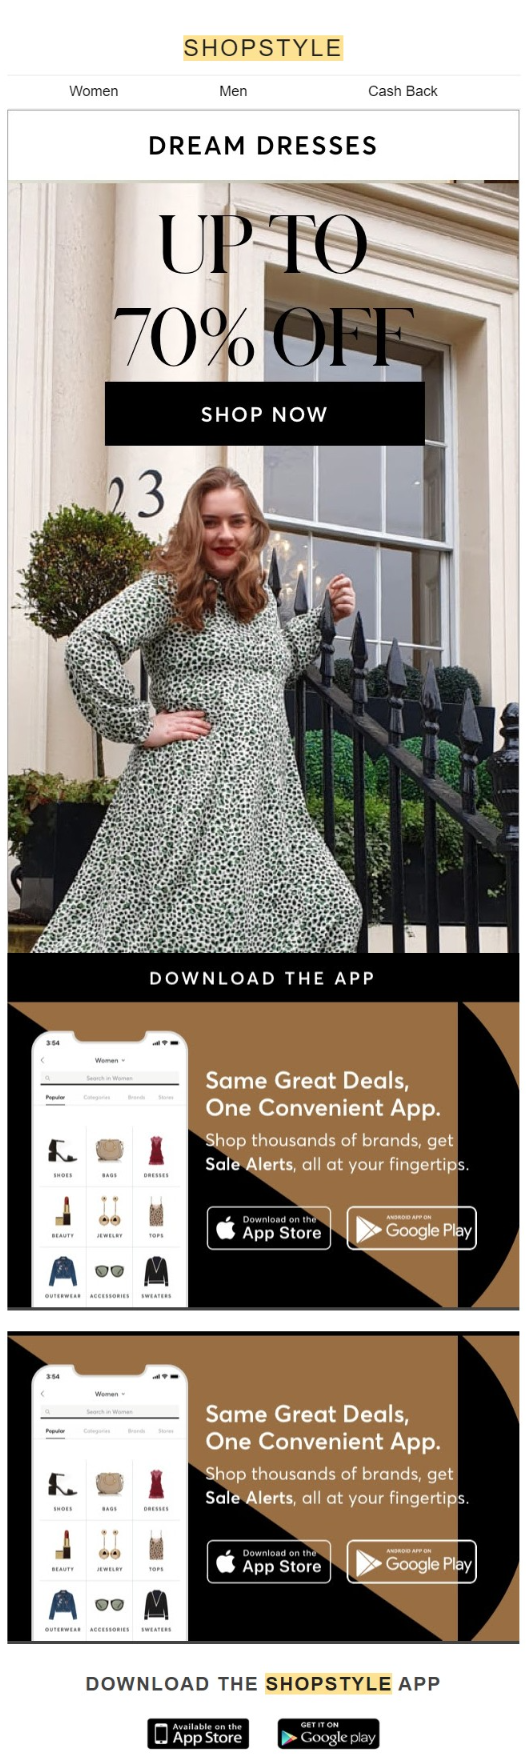 SHOPSTYLE
Women Men Cash Back
DREAM DRESSES
UP TO
70% OFF
SHOP NOW
23
DOWNLOAD THE APP
3:54
Women
Search in Women
Popular Categories Brands Stores
SHOES BAGS DRESSES
BEAUTY JEWELRY TOPS
OUTERWEAR ACCESSORIES SWEATERS
Same Great Deals,
One Convenient App.
Shop thousands of brands, get
Sale Alerts, all at your fingertips.
Download on the
App Store
ANDROID APP ON
Google Play
3:54
Women
Search in Women
Popular Categories Brands Stores
SHOES BAGS DRESSES
BEAUTY JEWELRY TOPS
OUTERWEAR ACCESSORIES SWEATERS
Same Great Deals,
One Convenient App.
Shop thousands of brands, get
Sale Alerts, all at your fingertips.
Download on the
App Store
ANDROID APP ON
Google Play
DOWNLOAD THE SHOPSTYLE APP
Available on the
App Store
GET IT ON
Google play